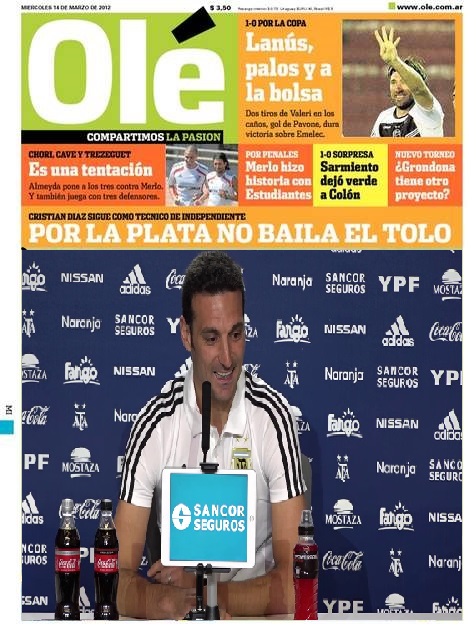 MIERCOLES 14 DE MARZO DE 2012
$ 3,50
www.ole.com.ar
Olé
COMPARTIMOS LA PASION
1-0 POR LA COPA
Lanús,
palos y a
la bolsa
Dos tiros de Valeri en los
caños, gol de Pavone, dura
victoria sobre Emelec.
CHORI, CAVE Y TREZEGUET
Es una tentación
Almeyda pone a los tres contra Merlo.
Y también juega con tres defensores.
POR PENALES
Merlo hizo
historia con
Estudiantes
1-0 SORPRESA
Sarmiento
dejó verde
a Colón
NUEVO TORNEO
¿Grondona
tiene otro
proyecto?
CRISTIAN DIAZ SIGUE COMO TECNICO DE INDEPENDIENTE
POR LA PLATA NO BAILA EL TOLO
NISSAN
adidas
Coca-Cola
Naranja
SANCOR
SEGUROS
YPF
MOSTAZA
fargo
AFA
SANCOR
SEGUROS
Coca-Cola
Coca-Cola